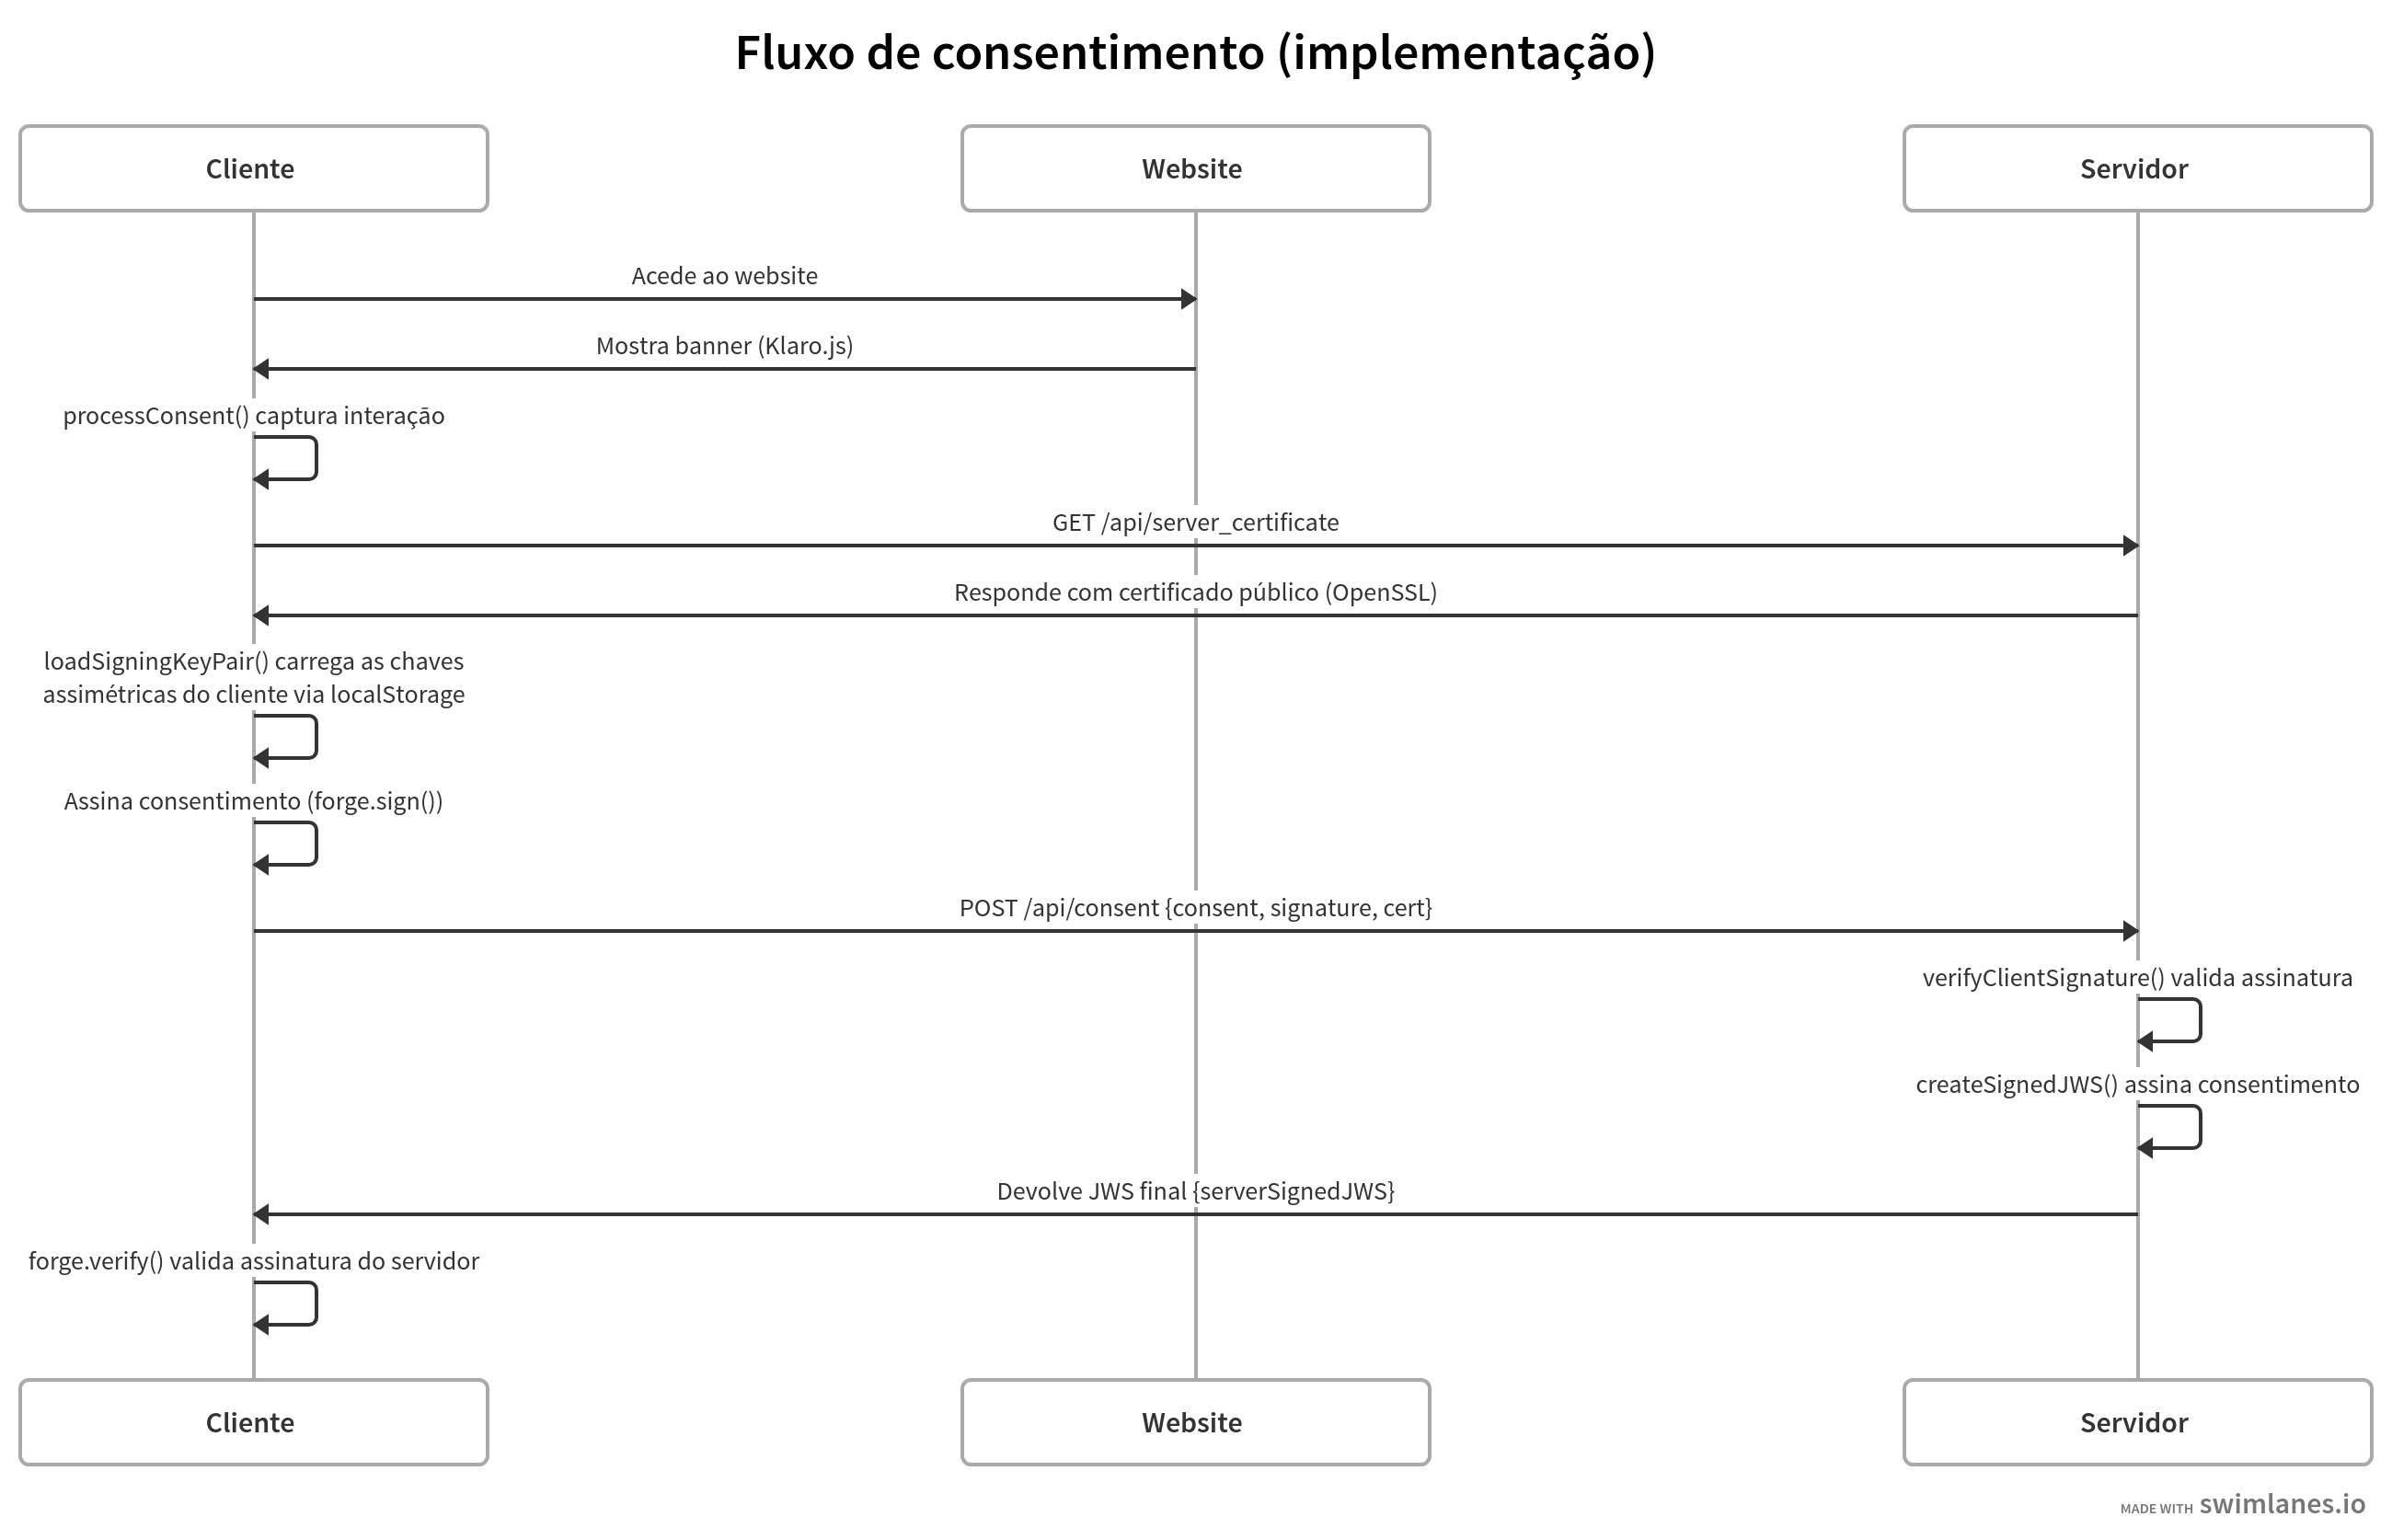 Fluxo de consentimento (implementação)
Cliente
Website
Servidor
Acede ao website
Mostra banner (Klaro.js)
processConsent() captura interação
GET /api/server_certificate
Responde com certificado público (OpenSSL)
loadSigningKeyPair() carrega as chaves
assimétricas do cliente via localStorage
Assina consentimento (forge.sign())
POST /api/consent {consent, signature, cert}
verifyClientSignature() valida assinatura
createSignedJWS() assina consentimento
Devolve JWS final {serverSignedJWS}
forge.verify() valida assinatura do servidor
Cliente
Website
Servidor
MADE WITH swimlanes.io